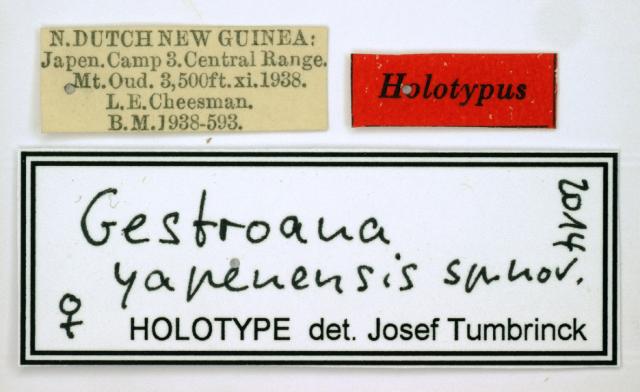 N.DUTCH NEW GUINEA:
Japen.Camp 3.Central Range.
Mt.Oud. 3,500ft.xi.1938.
L.E.Cheesman.
B.M.1938-593.
Holotypus
Gestroana
yapenensis sp.nov.
2014
♀ HOLOTYPE det. Josef Tumbrinck